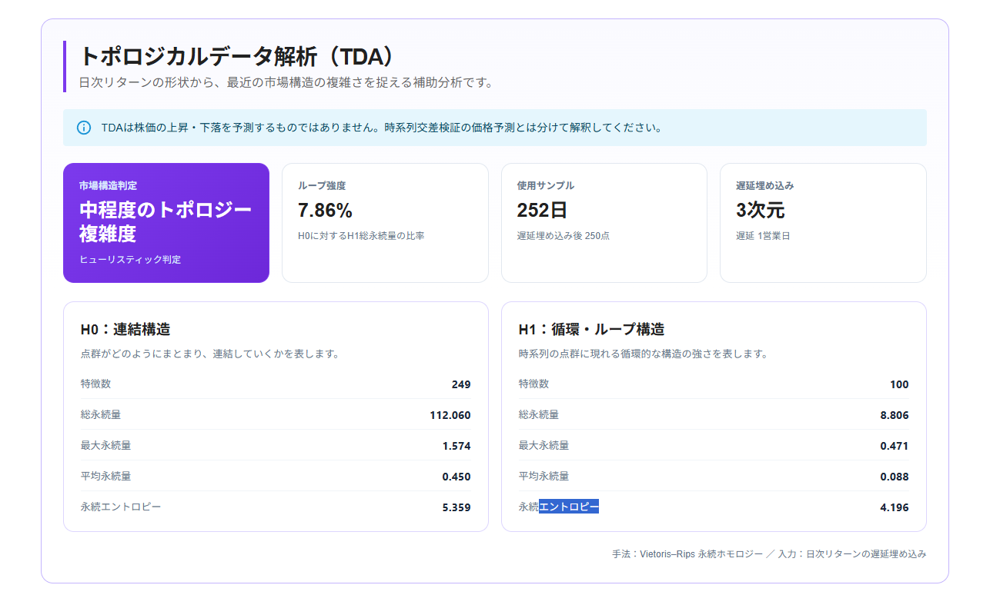 トポロジカルデータ解析（TDA）
日次リターンの形状から、最近の市場構造の複雑さを捉える補助分析です。
TDAは株価の上昇・下落を予測するものではありません。時系列交差検証の価格予測とは分けて解釈してください。
市場構造判定
中程度のトポロジー
複雑度
ヒューリスティック判定
ループ強度
7.86%
H0に対するH1総永続量の比率
使用サンプル
252日
遅延埋め込み後 250点
遅延埋め込み
3次元
遅延 1営業日
H0：連結構造
点群がどのようにまとまり、連結していくかを表します。
特徴数 249
総永続量 112.060
最大永続量 1.574
平均永続量 0.450
永続エントロピー 5.359
H1：循環・ループ構造
時系列の点群に現れる循環的な構造の強さを表します。
特徴数 100
総永続量 8.806
最大永続量 0.471
平均永続量 0.088
永続エントロピー 4.196
手法：Vietoris–Rips 永続ホモロジー ／ 入力：日次リターンの遅延埋め込み